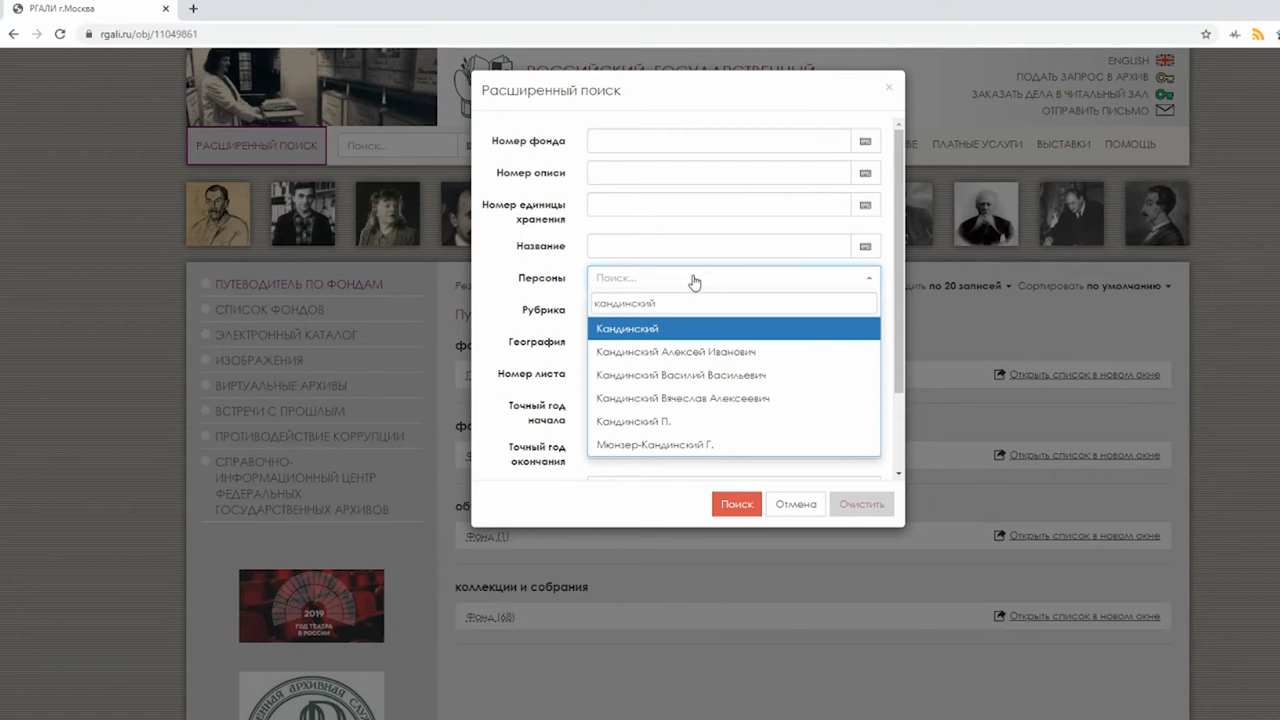 РГАЛИ г.Москва
rgali.ru/obj/11049861
РОССИЙСКИЙ ГОСУДАРСТВЕННЫЙ
ENGLISH
ПОДАТЬ ЗАПРОС В АРХИВ
ЗАКАЗАТЬ ДЕЛА В ЧИТАЛЬНЫЙ ЗАЛ
ОТПРАВИТЬ ПИСЬМО
РАСШИРЕННЫЙ ПОИСК
Поиск...
ВЕ
ПЛАТНЫЕ УСЛУГИ
ВЫСТАВКИ
ПОМОЩЬ
Расширенный поиск
Номер фонда
Номер описи
Номер единицы
хранения
Название
Персоны
Поиск...
кандинский
Кандинский
Кандинский Алексей Иванович
Кандинский Василий Васильевич
Кандинский Вячеслав Алексеевич
Кандинский П.
Мюнзер-Кандинский Г.
Рубрика
География
Номер листа
Точный год
начала
Точный год
окончания
Поиск
Отмена
Очистить
ПУТЕВОДИТЕЛЬ ПО ФОНДАМ
СПИСОК ФОНДОВ
ЭЛЕКТРОННЫЙ КАТАЛОГ
ИЗОБРАЖЕНИЯ
ВИРТУАЛЬНЫЕ АРХИВЫ
ВСТРЕЧИ С ПРОШЛЫМ
ПРОТИВОДЕЙСТВИЕ КОРРУПЦИИ
СПРАВОЧНО-
ИНФОРМАЦИОННЫЙ ЦЕНТР
ФЕДЕРАЛЬНЫХ
ГОСУДАРСТВЕННЫХ АРХИВОВ
2019
ГОД ТЕАТРА
В РОССИИ
дить по 20 записей
Сортировать по умолчанию
Открыть список в новом окне
Открыть список в новом окне
Фонд (1)
Открыть список в новом окне
коллекции и собрания
Фонд (68)
Открыть список в новом окне